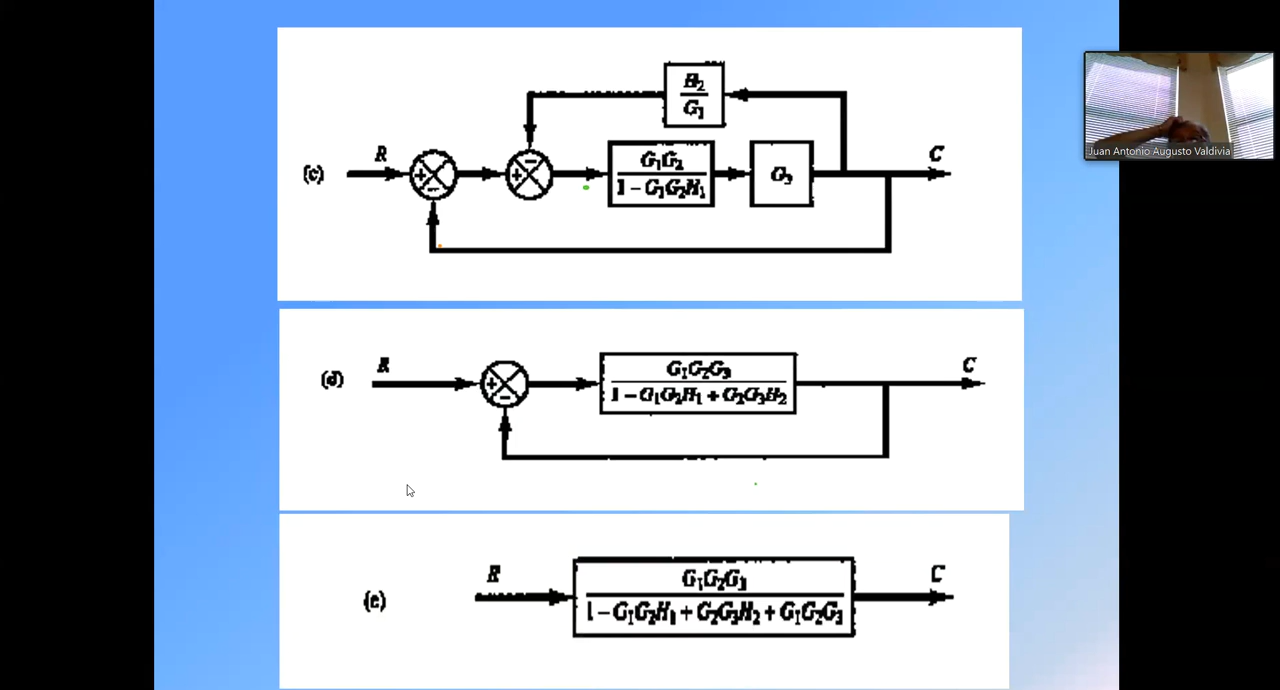 H₂
G₁
R
C
(c)
+
−
+
−
G₁G₂
1 − G₁G₂H₁
G₃
Juan Antonio Augusto Valdivia
R
C
(d)
+
−
G₁G₂G₃
1 − G₁G₂H₁ + G₂G₃H₂
R
C
(e)
G₁G₂G₃
1 − G₁G₂H₁ + G₂G₃H₂ + G₁G₂G₃